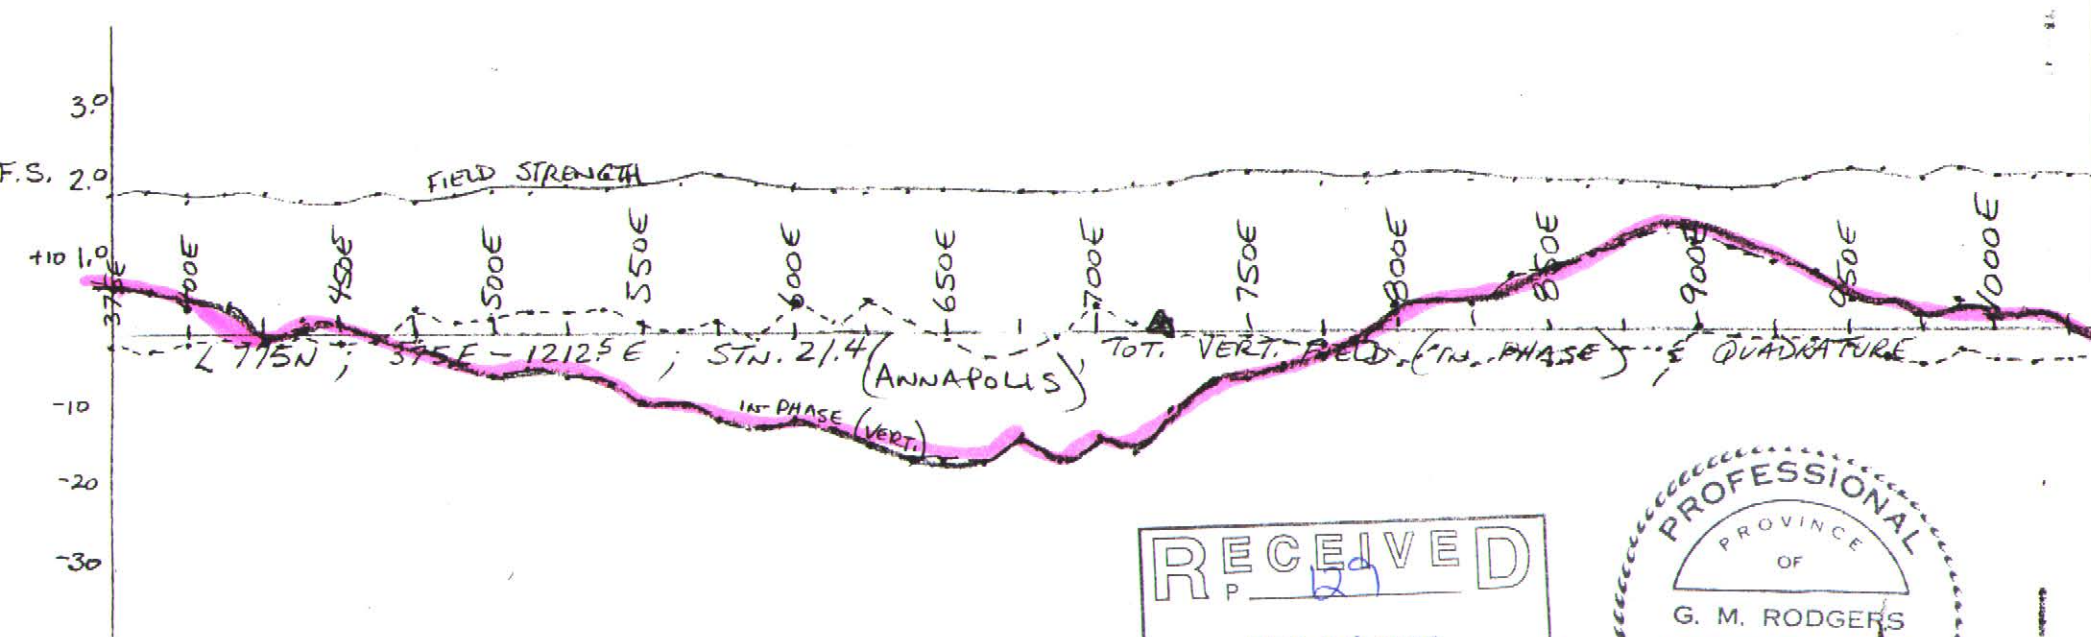 3.0
F.S. 2.0
FIELD STRENGTH
+10 1.0
375E 400E 450E 500E 550E 600E 650E 700E 750E 800E 850E 900E 950E 1000E
L 775N ; 375E - 1212.5E ; STN. 21.4 (ANNAPOLIS) ; TOT. VERT. FIELD (IN PHASE) & QUADRATURE
-10
IN-PHASE (VERT.)
-20
-30
RECEIVED
P 129
PROFESSIONAL
PROVINCE
OF
G. M. RODGERS